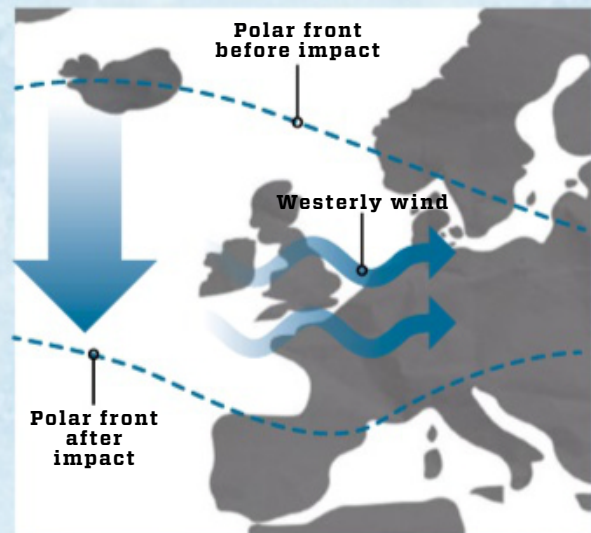 Polar front
before impact
Westerly wind
Polar front
after
impact